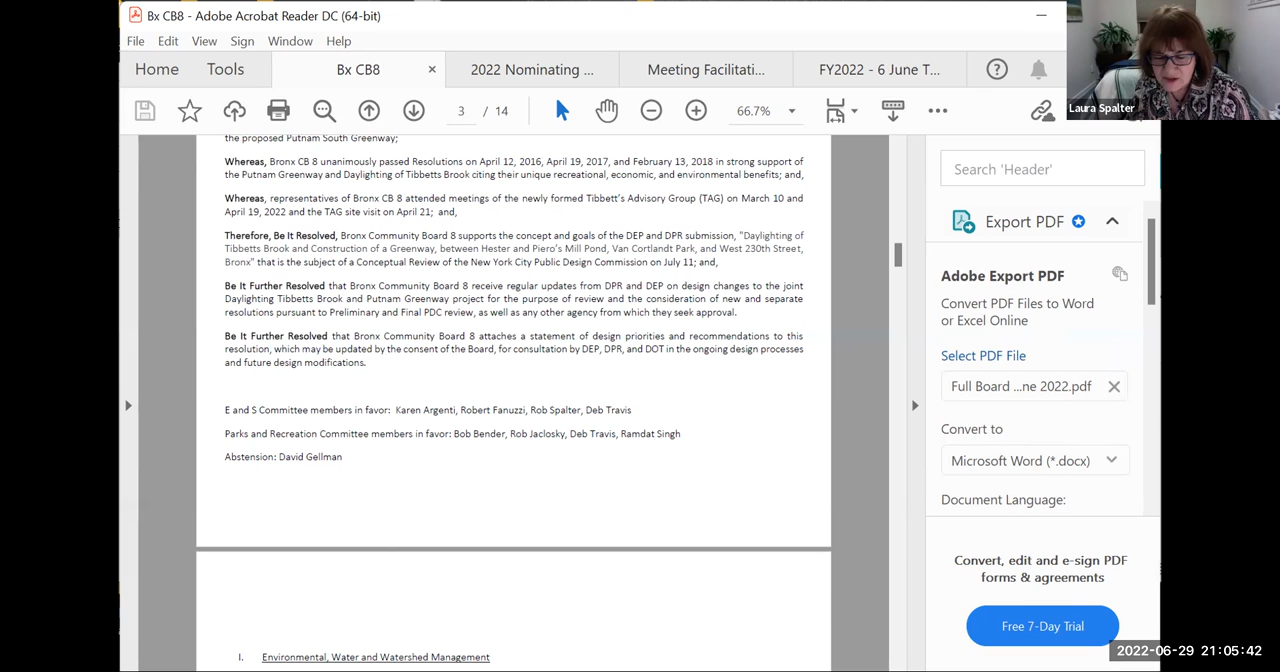 Bx CB8 - Adobe Acrobat Reader DC (64-bit)
File Edit View Sign Window Help
Home Tools Bx CB8 × 2022 Nominating ... Meeting Facilitati... FY2022 - 6 June T...
3 / 14 66.7%
Laura Spalter
the proposed Putnam South Greenway;
Whereas, Bronx CB 8 unanimously passed Resolutions on April 12, 2016, April 19, 2017, and February 13, 2018 in strong support of
the Putnam Greenway and Daylighting of Tibbetts Brook citing their unique recreational, economic, and environmental benefits; and,
Whereas, representatives of Bronx CB 8 attended meetings of the newly formed Tibbett's Advisory Group (TAG) on March 10 and
April 19, 2022 and the TAG site visit on April 21; and,
Therefore, Be It Resolved, Bronx Community Board 8 supports the concept and goals of the DEP and DPR submission, "Daylighting of
Tibbetts Brook and Construction of a Greenway, between Hester and Piero's Mill Pond, Van Cortlandt Park, and West 230th Street,
Bronx" that is the subject of a Conceptual Review of the New York City Public Design Commission on July 11; and,
Be It Further Resolved that Bronx Community Board 8 receive regular updates from DPR and DEP on design changes to the joint
Daylighting Tibbetts Brook and Putnam Greenway project for the purpose of review and the consideration of new and separate
resolutions pursuant to Preliminary and Final PDC review, as well as any other agency from which they seek approval.
Be It Further Resolved that Bronx Community Board 8 attaches a statement of design priorities and recommendations to this
resolution, which may be updated by the consent of the Board, for consultation by DEP, DPR, and DOT in the ongoing design processes
and future design modifications.
E and S Committee members in favor: Karen Argenti, Robert Fanuzzi, Rob Spalter, Deb Travis
Parks and Recreation Committee members in favor: Bob Bender, Rob Jaclosky, Deb Travis, Ramdat Singh
Abstension: David Gellman
I. Environmental, Water and Watershed Management
Search 'Header'
Export PDF
Adobe Export PDF
Convert PDF Files to Word
or Excel Online
Select PDF File
Full Board ...ne 2022.pdf ×
Convert to
Microsoft Word (*.docx)
Document Language:
Convert, edit and e-sign PDF
forms & agreements
Free 7-Day Trial
2022-06-29 21:05:42